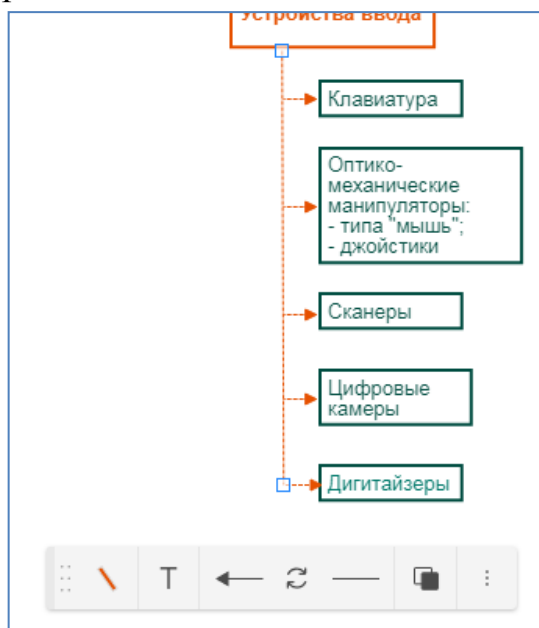 Устройства ввода
Клавиатура
Оптико-
механические
манипуляторы:
- типа "мышь";
- джойстики
Сканеры
Цифровые
камеры
Дигитайзеры
T